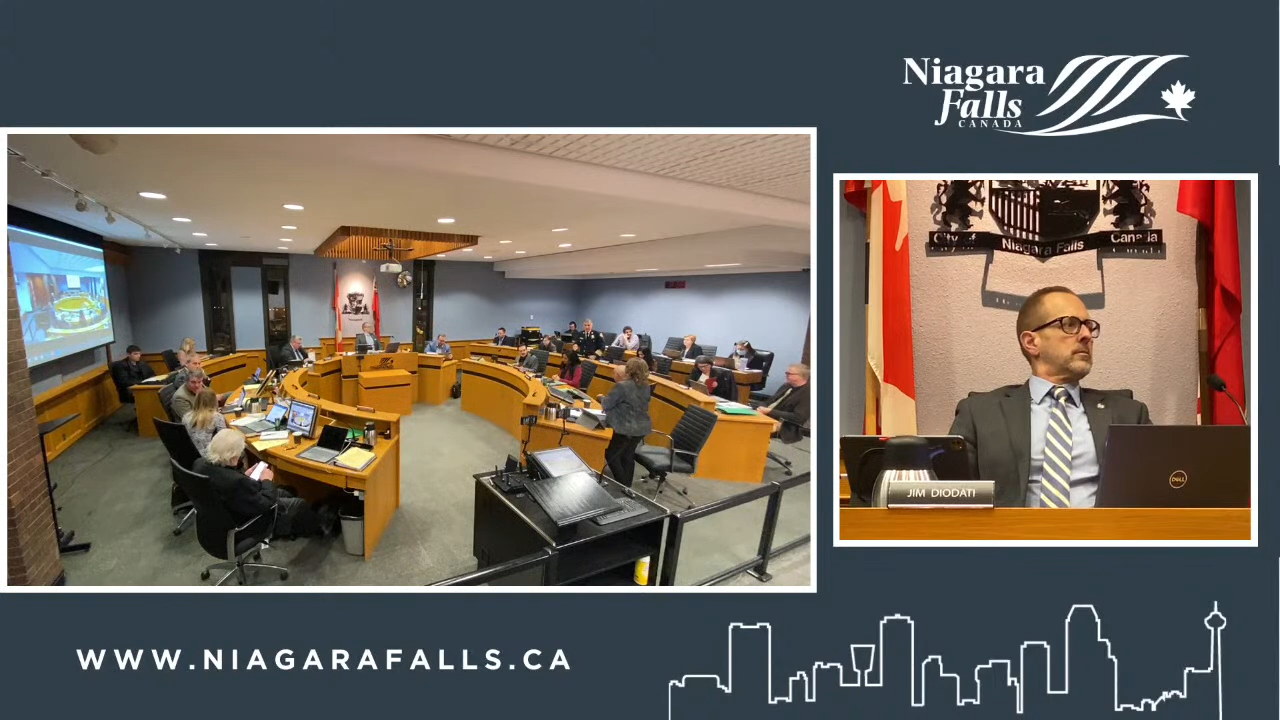 Niagara
Falls
CANADA
City of Niagara Falls Canada
JIM DIODATI
DELL
WWW.NIAGARAFALLS.CA